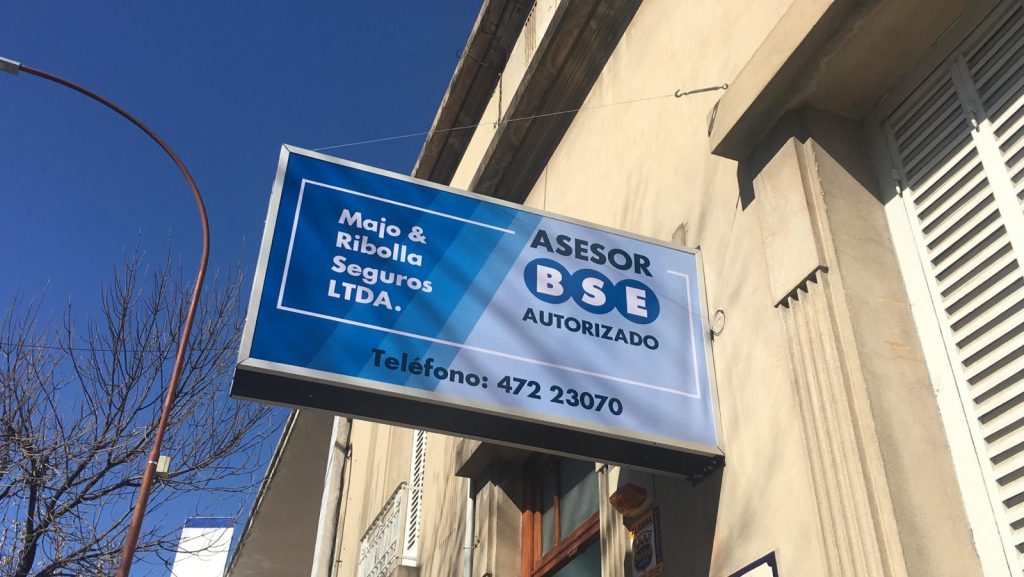 Majo &
Ribolla
Seguros
LTDA.
ASESOR
BSE
AUTORIZADO
Teléfono: 472 23070